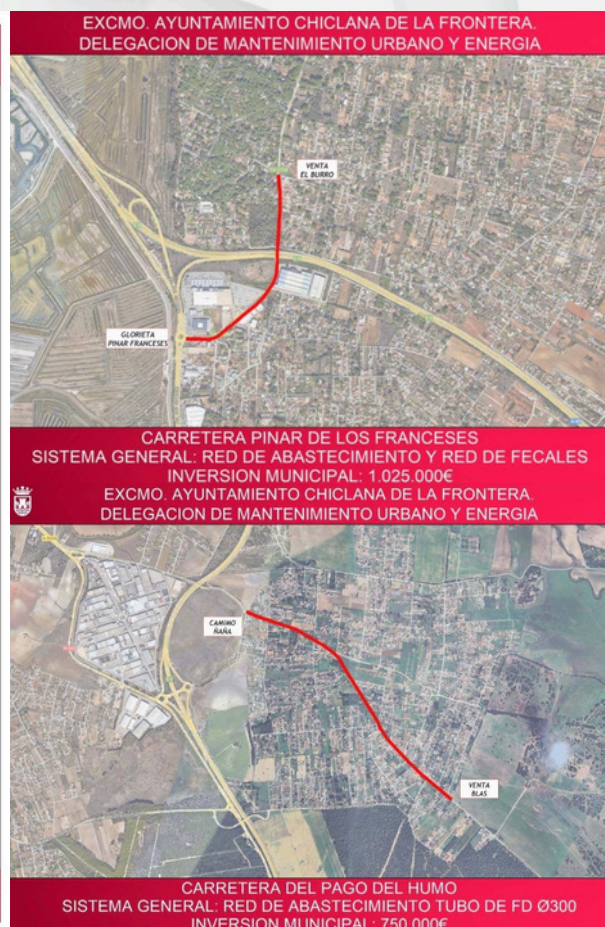 EXCMO. AYUNTAMIENTO CHICLANA DE LA FRONTERA.
DELEGACION DE MANTENIMIENTO URBANO Y ENERGIA
VENTA
EL BURRO
GLORIETA
PINAR FRANCESES
CARRETERA PINAR DE LOS FRANCESES
SISTEMA GENERAL: RED DE ABASTECIMIENTO Y RED DE FECALES
INVERSION MUNICIPAL: 1.025.000€
EXCMO. AYUNTAMIENTO CHICLANA DE LA FRONTERA.
DELEGACION DE MANTENIMIENTO URBANO Y ENERGIA
CAMIMO
ÑAÑA
VENTA
BLAS
CARRETERA DEL PAGO DEL HUMO
SISTEMA GENERAL: RED DE ABASTECIMIENTO TUBO DE FD Ø300
INVERSION MUNICIPAL: 750.000€